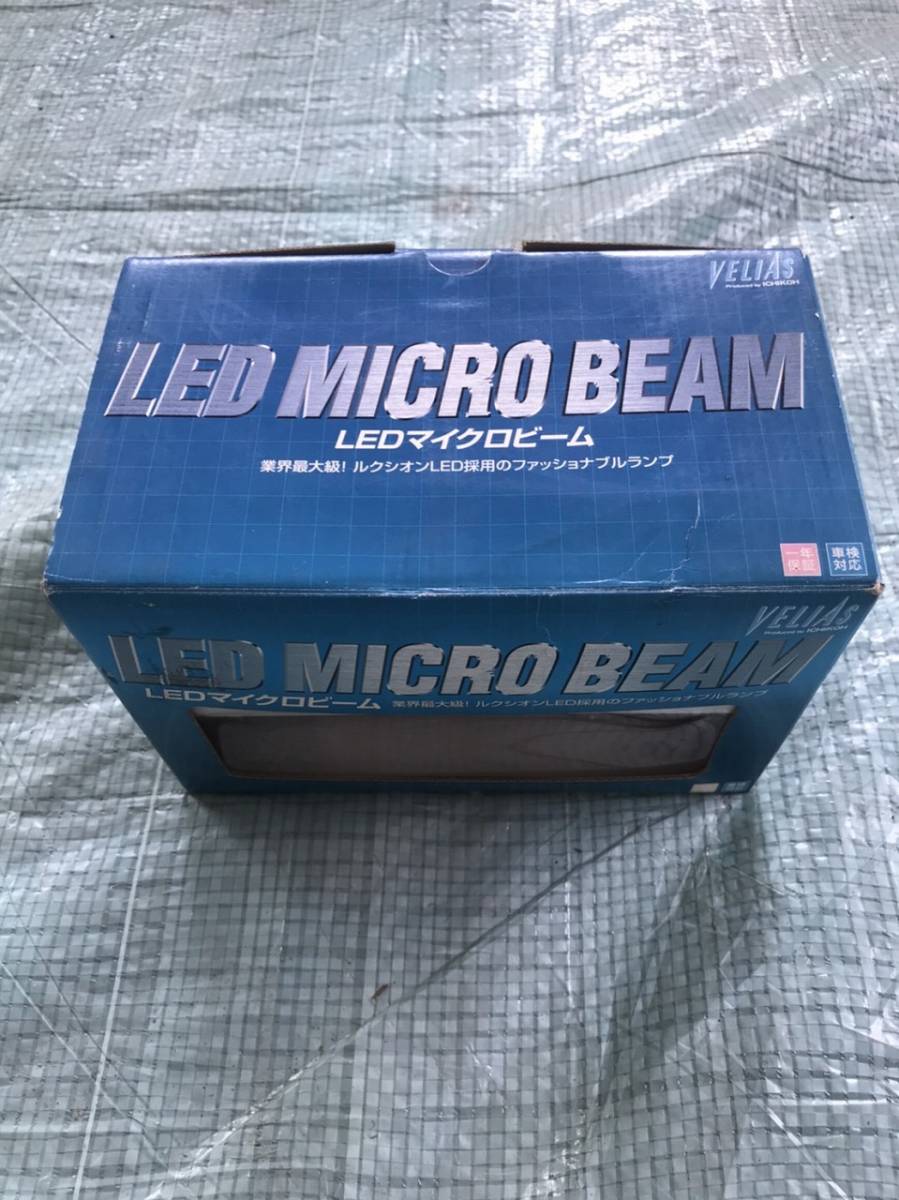 VELIAS
Produced by ICHIKOH
LED MICRO BEAM
LEDマイクロビーム
業界最大級！ルクシオンLED採用のファッショナブルランプ
一年保証
車検対応
VELIAS
Produced by ICHIKOH
LED MICRO BEAM
LEDマイクロビーム 業界最大級！ルクシオンLED採用のファッショナブルランプ